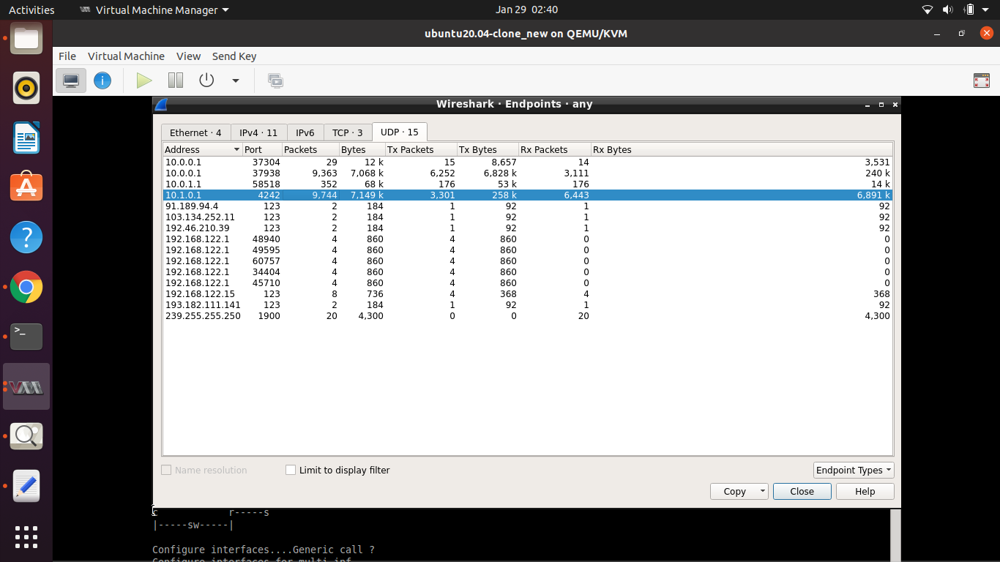 Activities Virtual Machine Manager Jan 29 02:40
ubuntu20.04-clone_new on QEMU/KVM
File Virtual Machine View Send Key
Wireshark · Endpoints · any
Ethernet · 4 IPv4 · 11 IPv6 TCP · 3 UDP · 15
Address Port Packets Bytes Tx Packets Tx Bytes Rx Packets Rx Bytes
10.0.0.1 37304 29 12 k 15 8,657 14 3,531
10.0.0.1 37938 9,363 7,068 k 6,252 6,828 k 3,111 240 k
10.0.1.1 58518 352 68 k 176 53 k 176 14 k
10.1.0.1 4242 9,744 7,149 k 3,301 258 k 6,443 6,891 k
91.189.94.4 123 2 184 1 92 1 92
103.134.252.11 123 2 184 1 92 1 92
192.46.210.39 123 2 184 1 92 1 92
192.168.122.1 48940 4 860 4 860 0 0
192.168.122.1 49595 4 860 4 860 0 0
192.168.122.1 60757 4 860 4 860 0 0
192.168.122.1 34404 4 860 4 860 0 0
192.168.122.1 45710 4 860 4 860 0 0
192.168.122.15 123 8 736 4 368 4 368
193.182.111.141 123 2 184 1 92 1 92
239.255.255.250 1900 20 4,300 0 0 20 4,300
Name resolution Limit to display filter Endpoint Types
Copy Close Help
c r-----s
|-----sw-----|
Configure interfaces....Generic call ?
Configure interfaces for multi inf